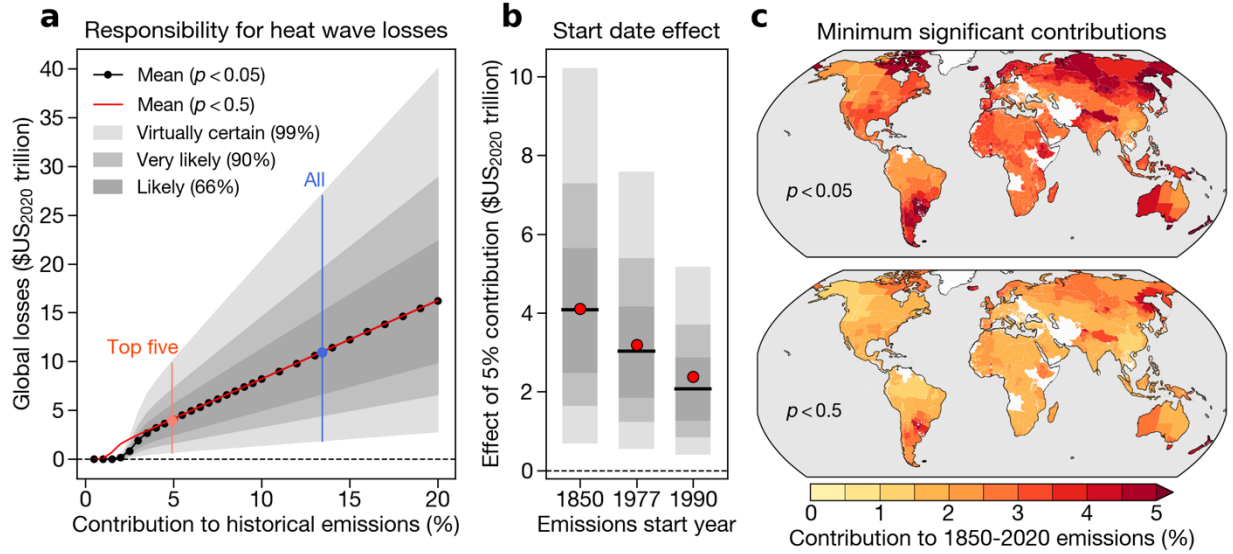 a
Responsibility for heat wave losses
Global losses ($US2020 trillion)
40
35
30
25
20
15
10
5
0
Mean (p < 0.05)
Mean (p < 0.5)
Virtually certain (99%)
Very likely (90%)
Likely (66%)
All
Top five
0 5 10 15 20
Contribution to historical emissions (%)
b
Start date effect
Effect of 5% contribution ($US2020 trillion)
10
8
6
4
2
0
1850 1977 1990
Emissions start year
c
Minimum significant contributions
p < 0.05
p < 0.5
0 1 2 3 4 5
Contribution to 1850-2020 emissions (%)